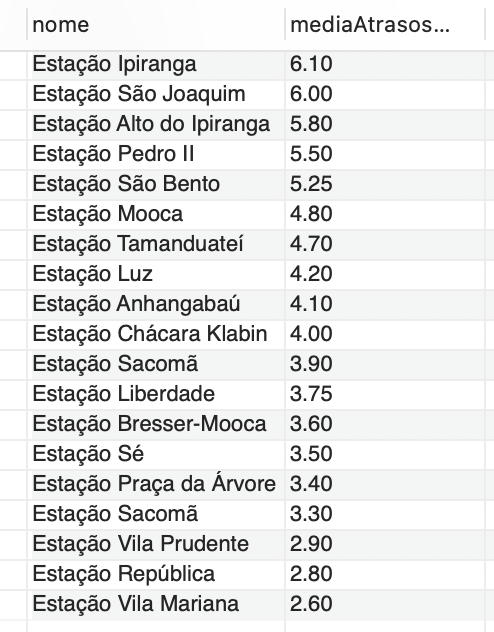 nome mediaAtrasos...
Estação Ipiranga 6.10
Estação São Joaquim 6.00
Estação Alto do Ipiranga 5.80
Estação Pedro II 5.50
Estação São Bento 5.25
Estação Mooca 4.80
Estação Tamanduateí 4.70
Estação Luz 4.20
Estação Anhangabaú 4.10
Estação Chácara Klabin 4.00
Estação Sacomã 3.90
Estação Liberdade 3.75
Estação Bresser-Mooca 3.60
Estação Sé 3.50
Estação Praça da Árvore 3.40
Estação Sacomã 3.30
Estação Vila Prudente 2.90
Estação República 2.80
Estação Vila Mariana 2.60